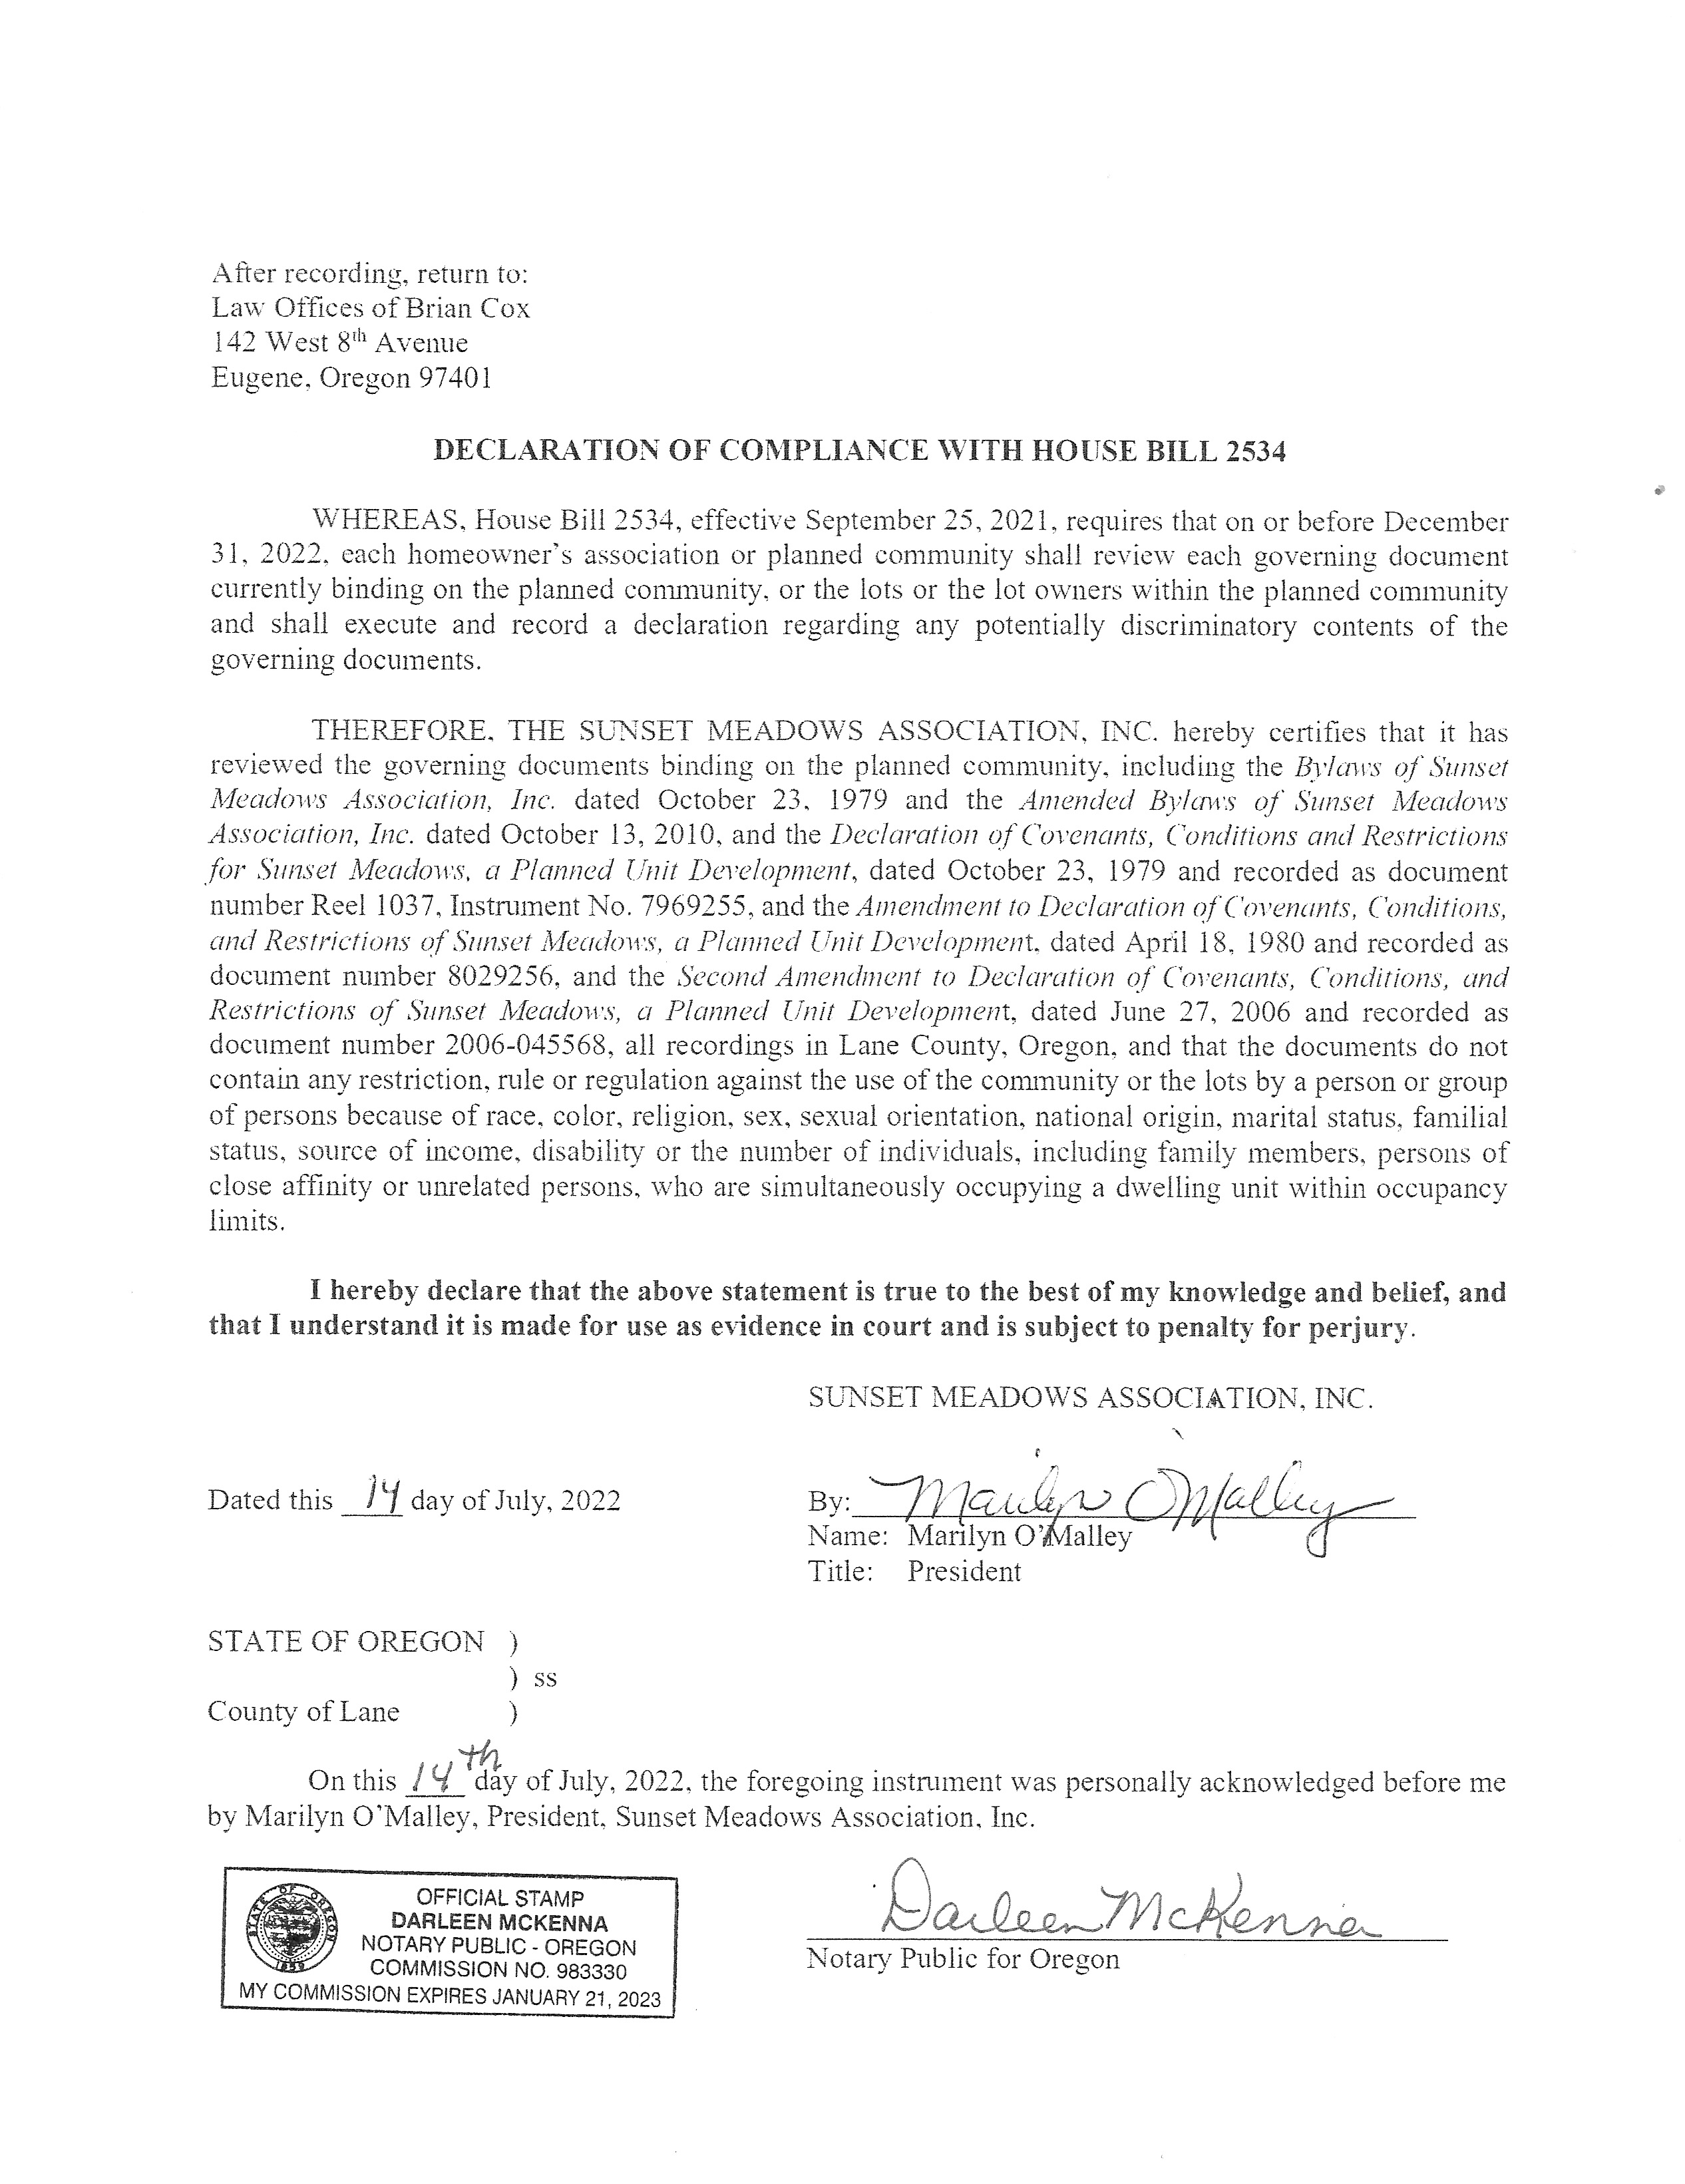 After recording, return to:
Law Offices of Brian Cox
142 West 8th Avenue
Eugene, Oregon 97401
DECLARATION OF COMPLIANCE WITH HOUSE BILL 2534
WHEREAS, House Bill 2534, effective September 25, 2021, requires that on or before December
31, 2022, each homeowner's association or planned community shall review each governing document
currently binding on the planned community, or the lots or the lot owners within the planned community
and shall execute and record a declaration regarding any potentially discriminatory contents of the
governing documents.
THEREFORE, THE SUNSET MEADOWS ASSOCIATION, INC. hereby certifies that it has
reviewed the governing documents binding on the planned community, including the Bylaws of Sunset
Meadows Association, Inc. dated October 23, 1979 and the Amended Bylaws of Sunset Meadows
Association, Inc. dated October 13, 2010, and the Declaration of Covenants, Conditions and Restrictions
for Sunset Meadows, a Planned Unit Development, dated October 23, 1979 and recorded as document
number Reel 1037, Instrument No. 7969255, and the Amendment to Declaration of Covenants, Conditions,
and Restrictions of Sunset Meadows, a Planned Unit Development, dated April 18, 1980 and recorded as
document number 8029256, and the Second Amendment to Declaration of Covenants, Conditions, and
Restrictions of Sunset Meadows, a Planned Unit Development, dated June 27, 2006 and recorded as
document number 2006-045568, all recordings in Lane County, Oregon, and that the documents do not
contain any restriction, rule or regulation against the use of the community or the lots by a person or group
of persons because of race, color, religion, sex, sexual orientation, national origin, marital status, familial
status, source of income, disability or the number of individuals, including family members, persons of
close affinity or unrelated persons, who are simultaneously occupying a dwelling unit within occupancy
limits.
I hereby declare that the above statement is true to the best of my knowledge and belief, and
that I understand it is made for use as evidence in court and is subject to penalty for perjury.
SUNSET MEADOWS ASSOCIATION, INC.
Dated this 14 day of July, 2022
By: Marilyn O'Malley
Name: Marilyn O'Malley
Title: President
STATE OF OREGON )
) ss
County of Lane )
On this 14th day of July, 2022, the foregoing instrument was personally acknowledged before me
by Marilyn O'Malley, President, Sunset Meadows Association, Inc.
STATE OF OREGON
1859
OFFICIAL STAMP
DARLEEN MCKENNA
NOTARY PUBLIC - OREGON
COMMISSION NO. 983330
MY COMMISSION EXPIRES JANUARY 21, 2023
Darleen McKenna
Notary Public for Oregon